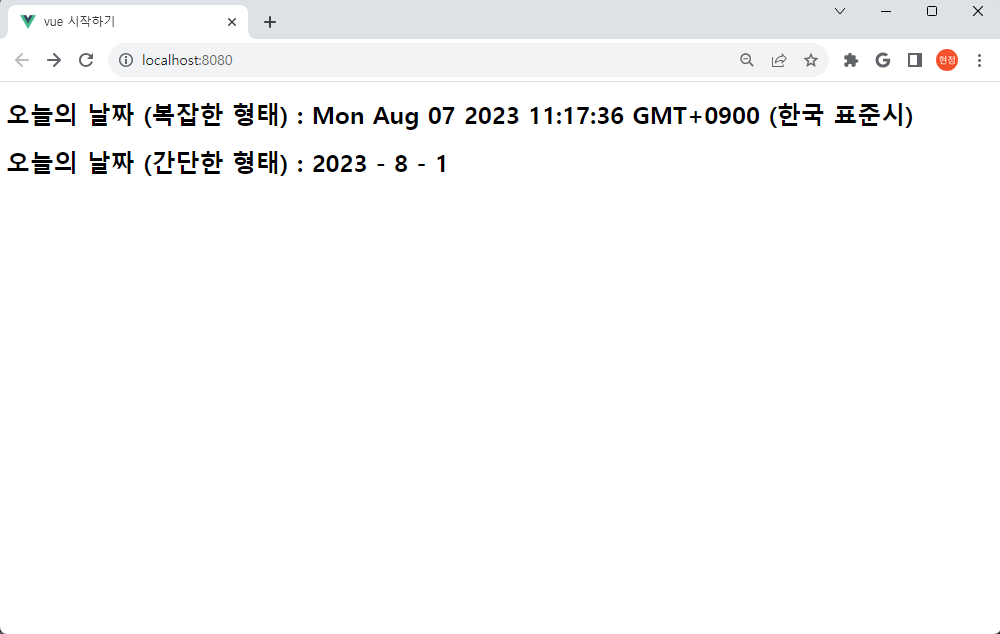 vue 시작하기
localhost:8080
현정
오늘의 날짜 (복잡한 형태) : Mon Aug 07 2023 11:17:36 GMT+0900 (한국 표준시)
오늘의 날짜 (간단한 형태) : 2023 - 8 - 1